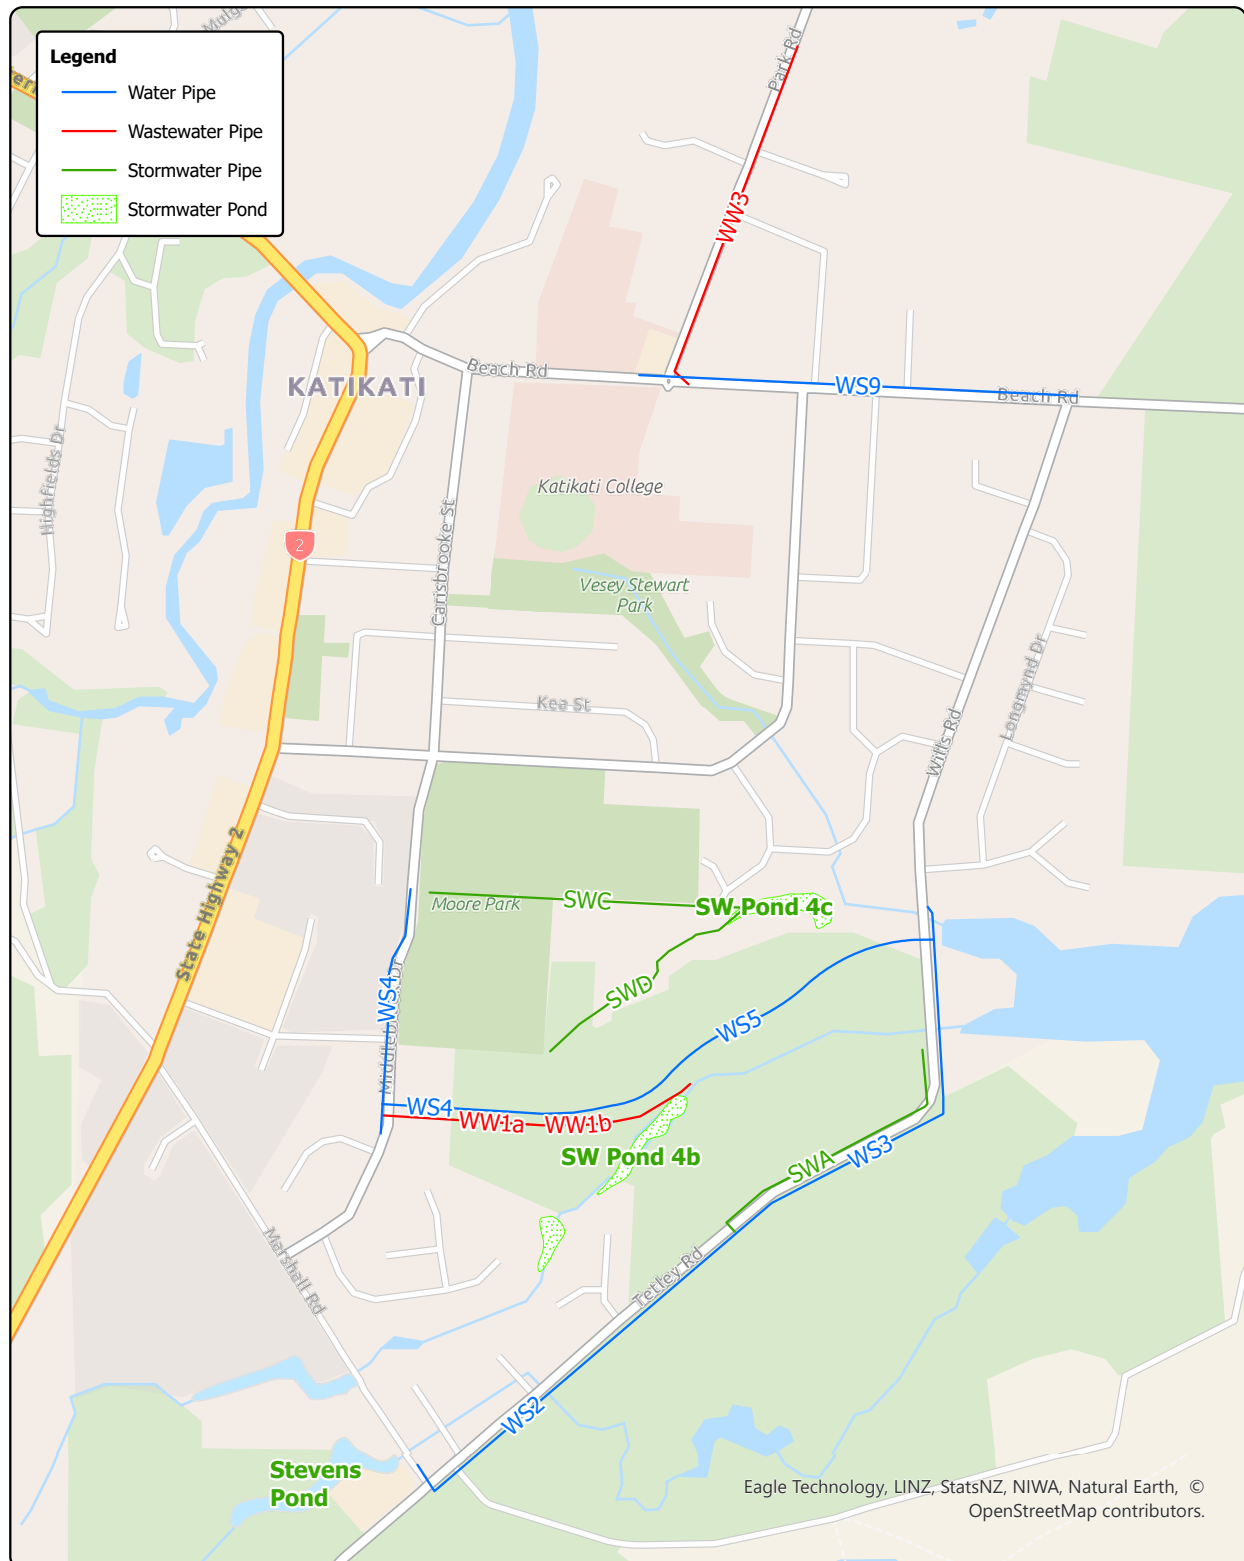 Legend
Water Pipe
Wastewater Pipe
Stormwater Pipe
Stormwater Pond
Park Rd
WW3
Beach Rd
WS9
Beach Rd
KATIKATI
Highfields Dr
Katikati College
2
Carisbrooke St
Vesey Stewart
Park
Longmynd Dr
Kea St
Wills Rd
State Highway 2
Moore Park
SWC
SW Pond 4c
SWD
WS4
WS5
WS4
WW1a
WW1b
SW Pond 4b
SWA
WS3
Marshall Rd
Tetley Rd
WS2
Stevens
Pond
Eagle Technology, LINZ, StatsNZ, NIWA, Natural Earth, ©
OpenStreetMap contributors.